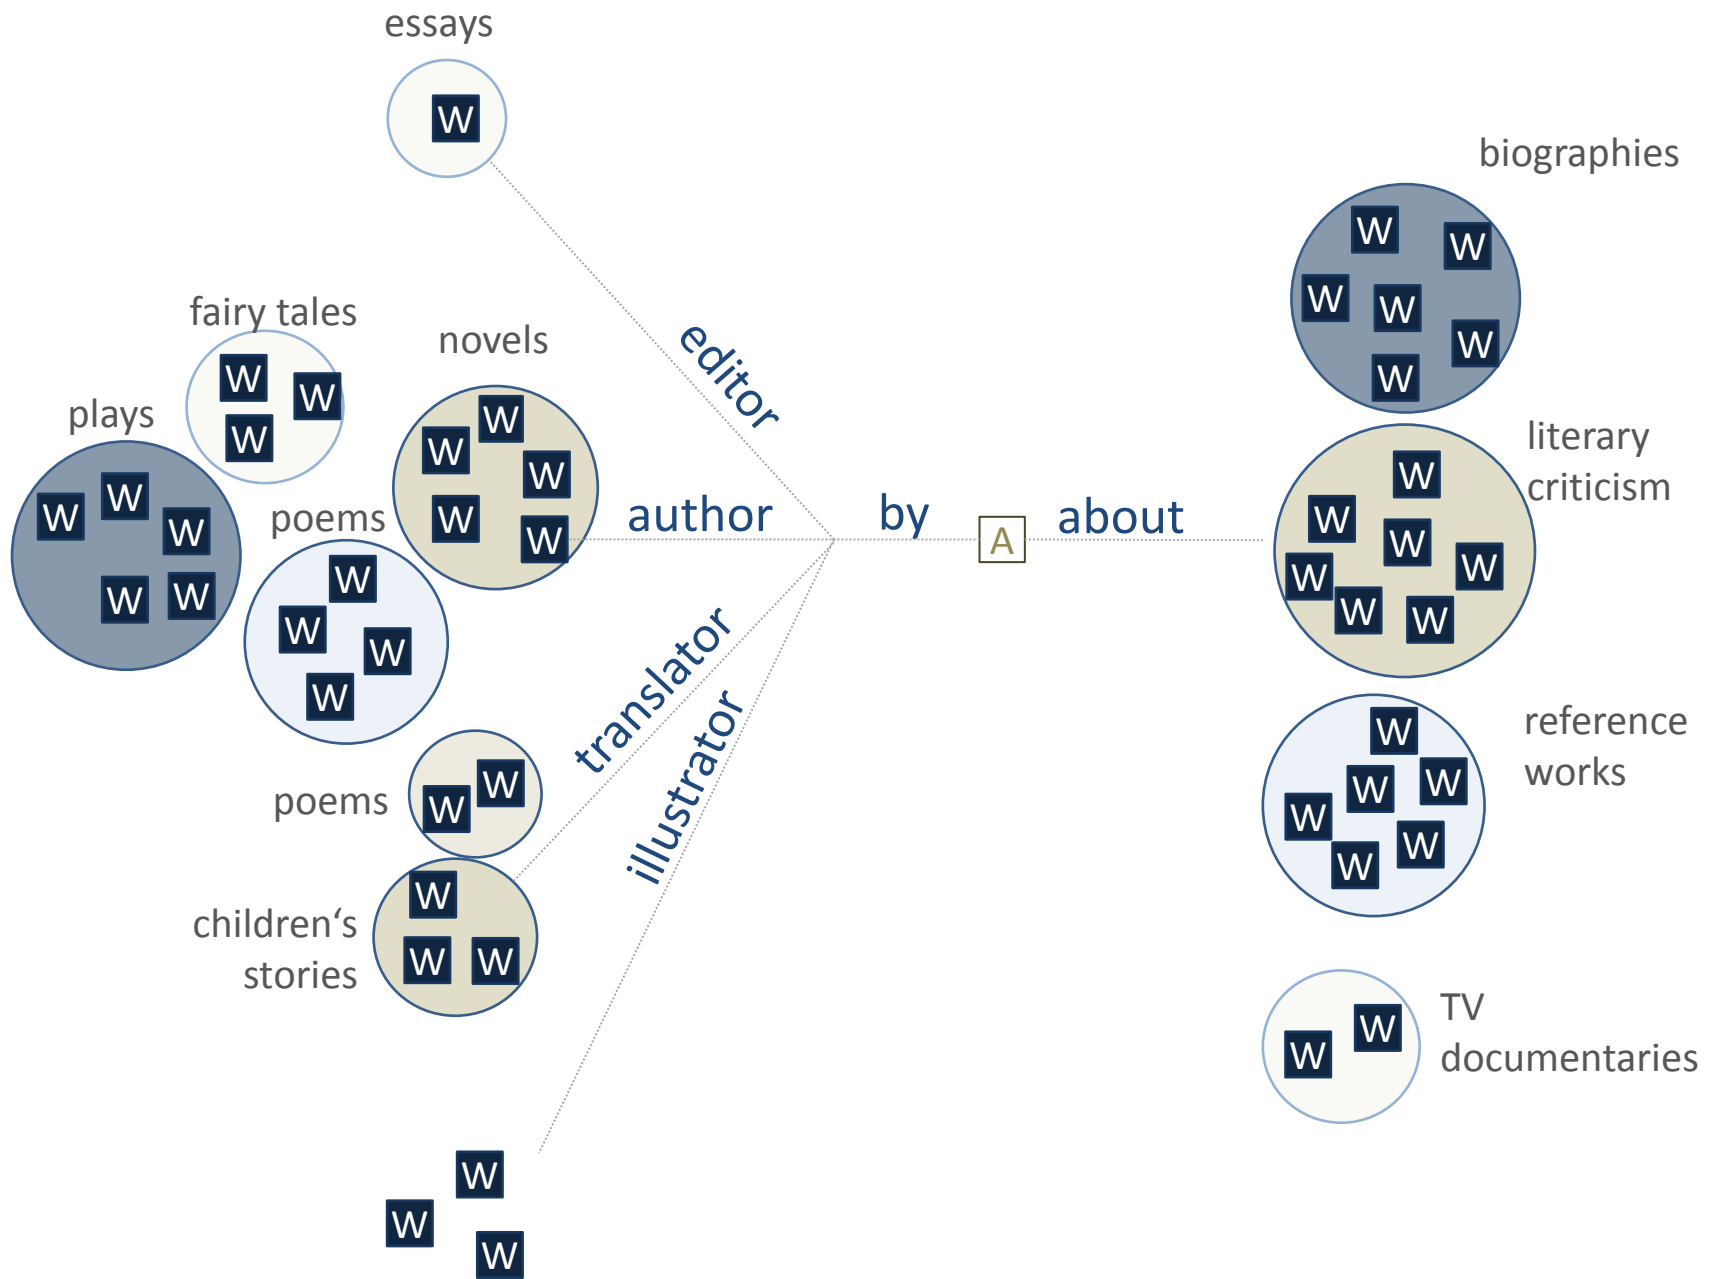 essays
W
biographies
W
W
W
W
W
W
fairy tales
W
W
W
novels
W
W
W
W
W
editor
plays
W
W
W
W
W
poems
W
W
W
W
author
by
A
about
literary
criticism
W
W
W
W
W
W
W
translator
illustrator
poems
W
W
reference
works
W
W
W
W
W
W
children‘s
stories
W
W
W
TV
documentaries
W
W
W
W
W